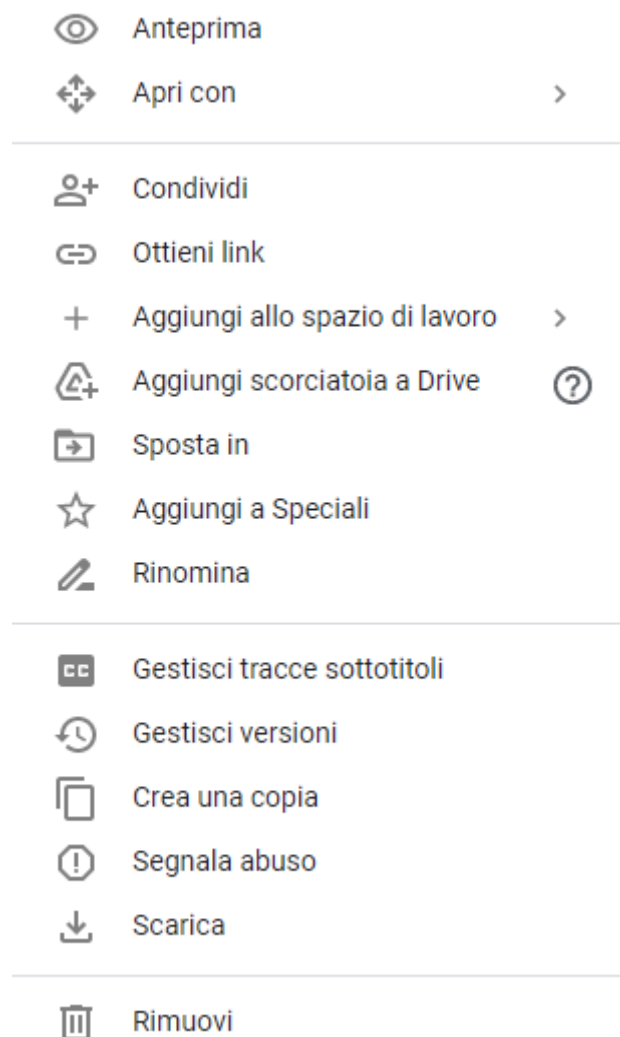 Anteprima
Apri con
Condividi
Ottieni link
Aggiungi allo spazio di lavoro
Aggiungi scorciatoia a Drive
Sposta in
Aggiungi a Speciali
Rinomina
CC Gestisci tracce sottotitoli
Gestisci versioni
Crea una copia
Segnala abuso
Scarica
Rimuovi